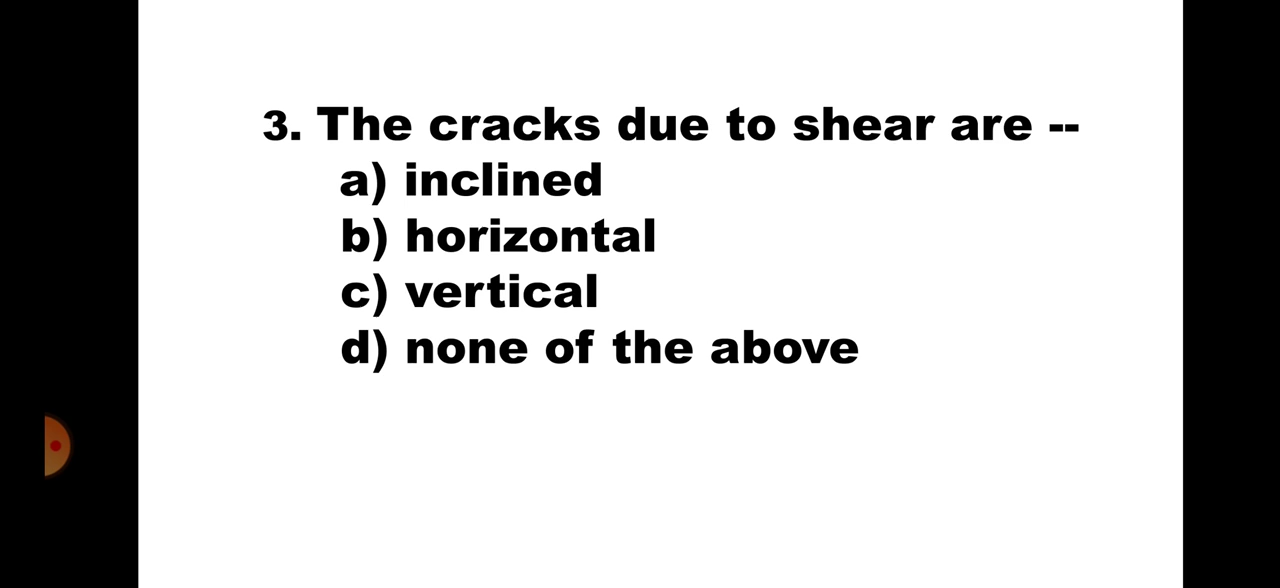 3. The cracks due to shear are --
a) inclined
b) horizontal
c) vertical
d) none of the above